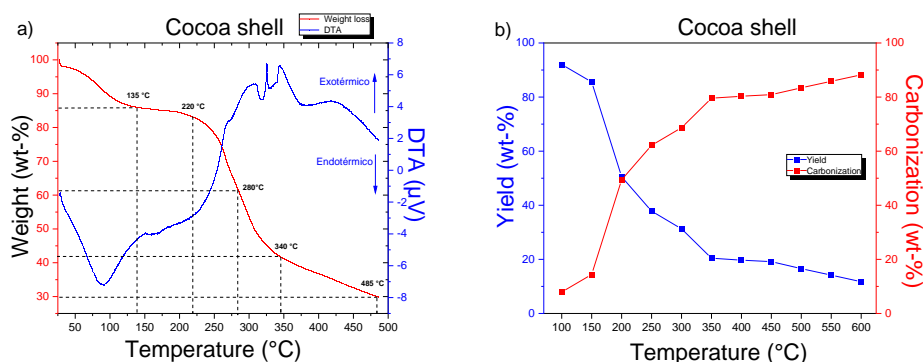 a)
Cocoa shell
Weight loss
DTA
Weight (wt-%)
100
90
80
70
60
50
40
30
135 °C
220 °C
280°C
340 °C
485 °C
Exotérmico
Endotérmico
8
6
4
2
0
-2
-4
-6
-8
DTA (µV)
50 100 150 200 250 300 350 400 450 500
Temperature (°C)
b)
Cocoa shell
Yield (wt-%)
100
80
60
40
20
0
Yield
Carbonization
100
80
60
40
20
0
Carbonization
(wt-%)
100 150 200 250 300 350 400 450 500 550 600
Temperature (°C)